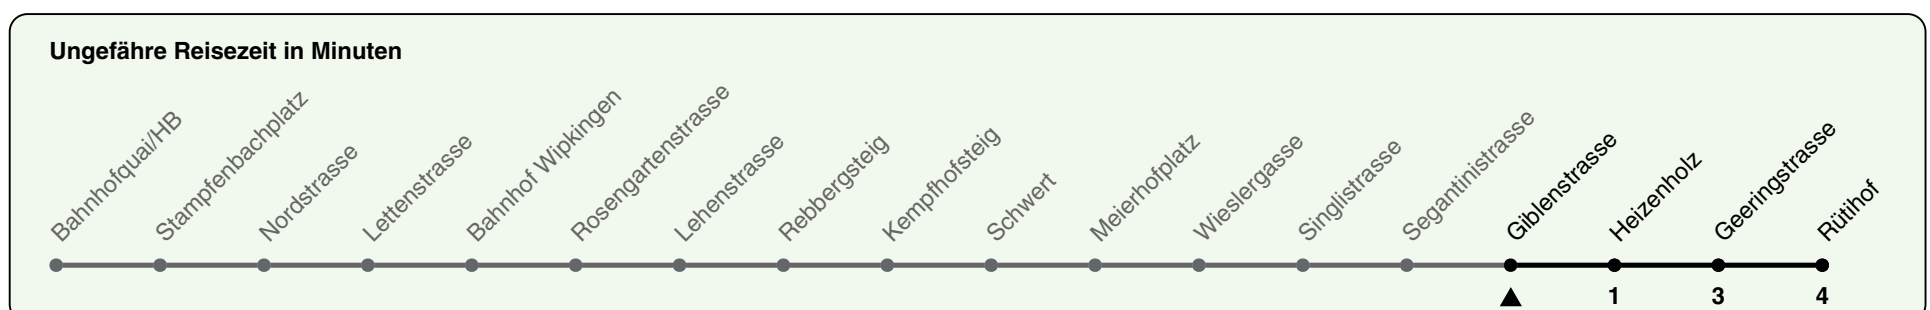 Ungefähre Reisezeit in Minuten
Bahnhofquai/HB
Stampfenbachplatz
Nordstrasse
Lettenstrasse
Bahnhof Wipkingen
Rosengartenstrasse
Lehenstrasse
Rebbergsteig
Kempfhofsteig
Schwert
Meierhofplatz
Wieslergasse
Singlistrasse
Segantinistrasse
Giblenstrasse
Heizenholz
Geeringstrasse
Rütihof
1 3 4